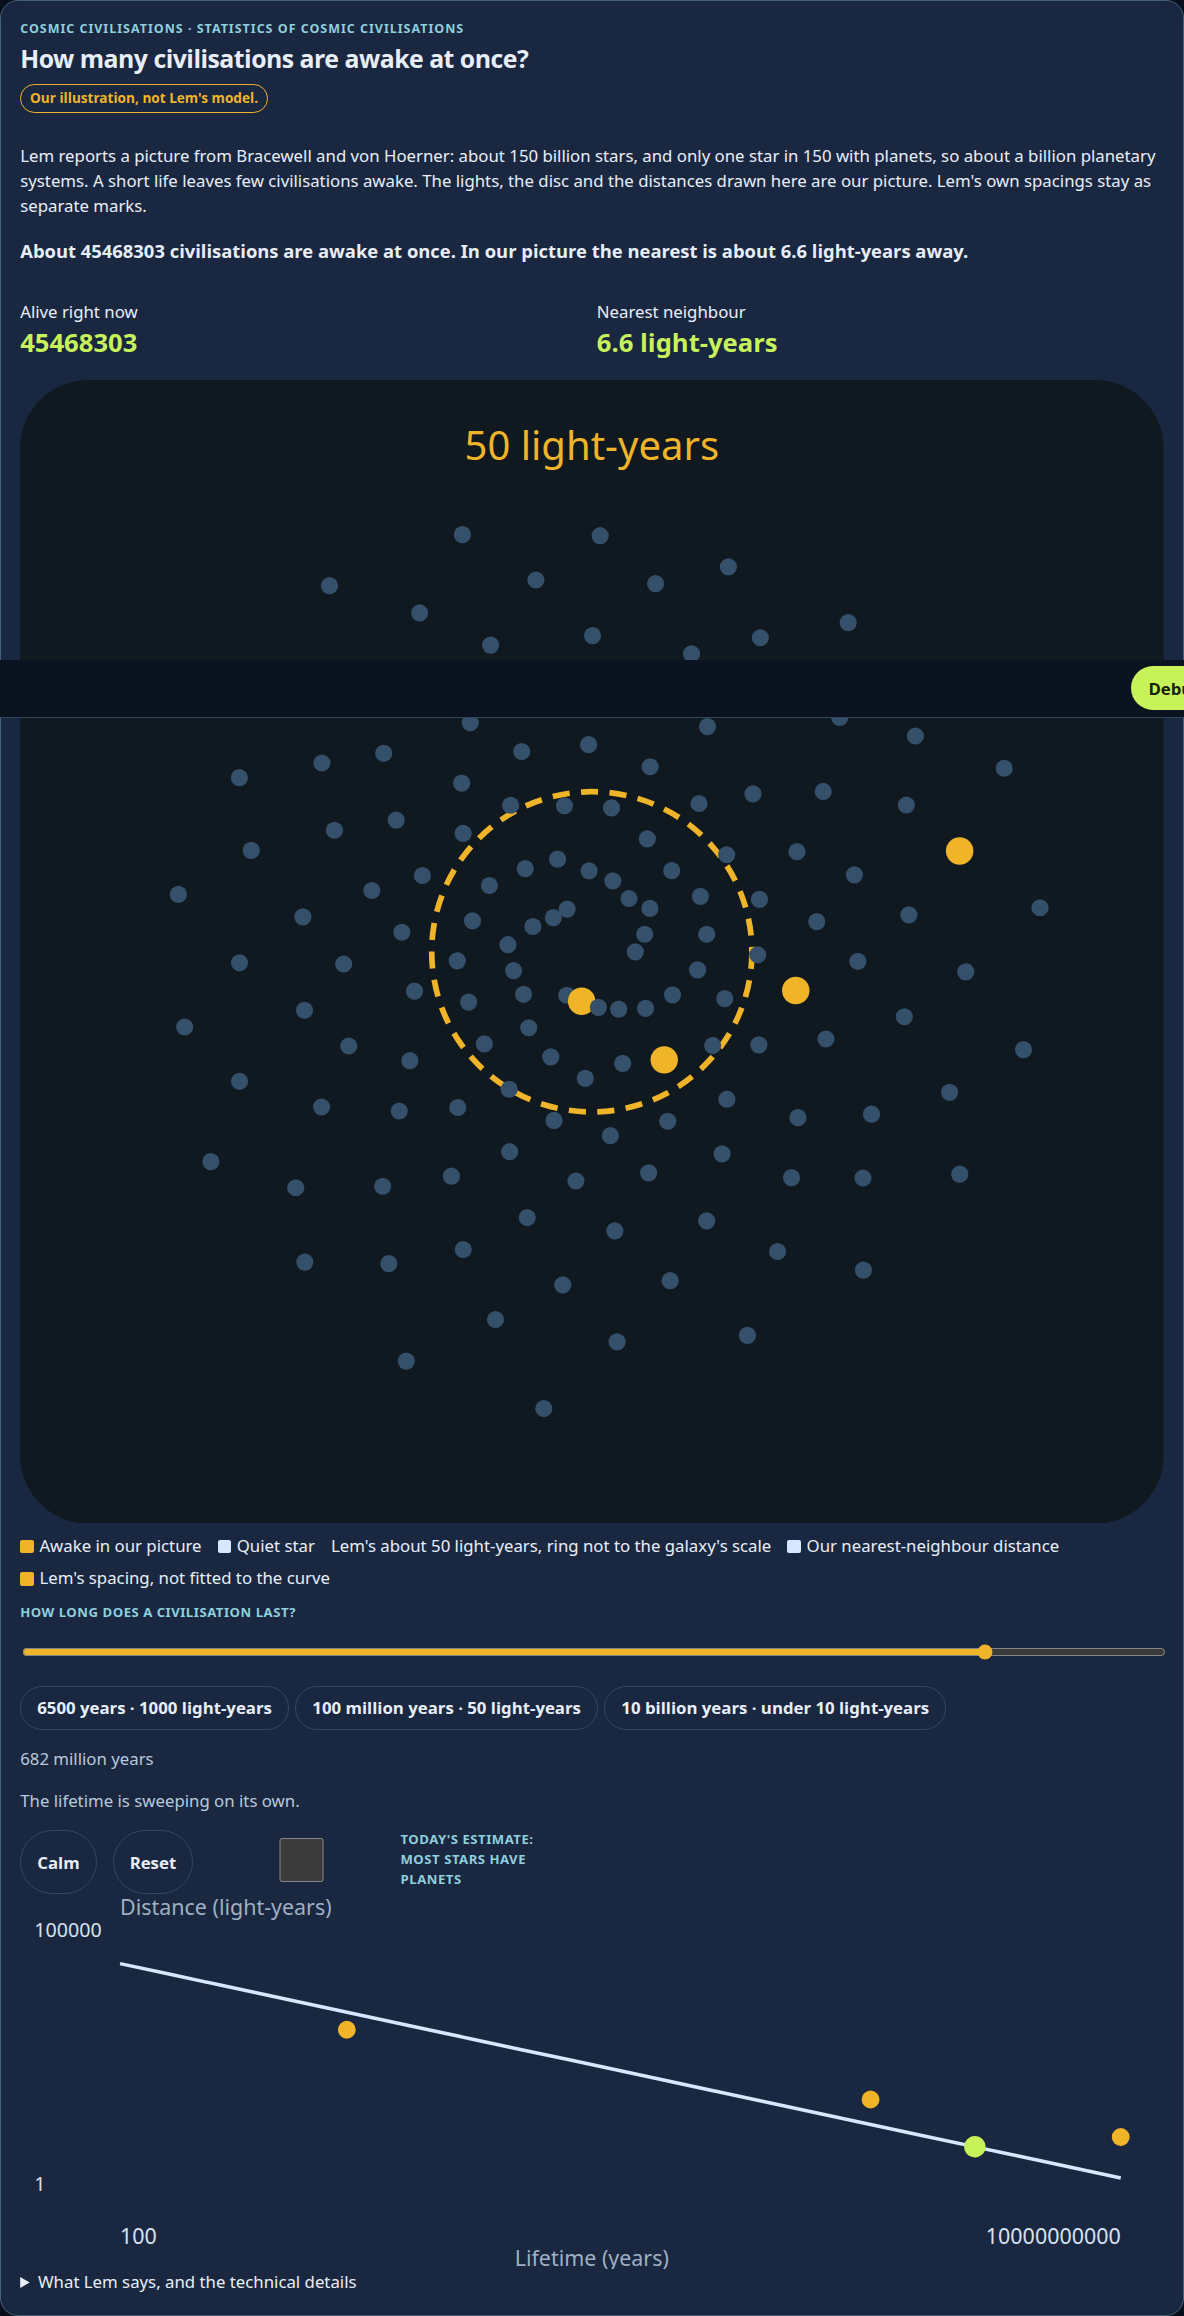 COSMIC CIVILISATIONS · STATISTICS OF COSMIC CIVILISATIONS
How many civilisations are awake at once?
Our illustration, not Lem's model.
Lem reports a picture from Bracewell and von Hoerner: about 150 billion stars, and only one star in 150 with planets, so about a billion planetary
systems. A short life leaves few civilisations awake. The lights, the disc and the distances drawn here are our picture. Lem's own spacings stay as
separate marks.
About 45468303 civilisations are awake at once. In our picture the nearest is about 6.6 light-years away.
Alive right now
45468303
Nearest neighbour
6.6 light-years
50 light-years
Awake in our picture
Quiet star
Lem's about 50 light-years, ring not to the galaxy's scale
Our nearest-neighbour distance
Lem's spacing, not fitted to the curve
HOW LONG DOES A CIVILISATION LAST?
6500 years · 1000 light-years
100 million years · 50 light-years
10 billion years · under 10 light-years
682 million years
The lifetime is sweeping on its own.
Calm
Reset
TODAY'S ESTIMATE:
MOST STARS HAVE
PLANETS
Distance (light-years)
100000
1
100
10000000000
Lifetime (years)
What Lem says, and the technical details